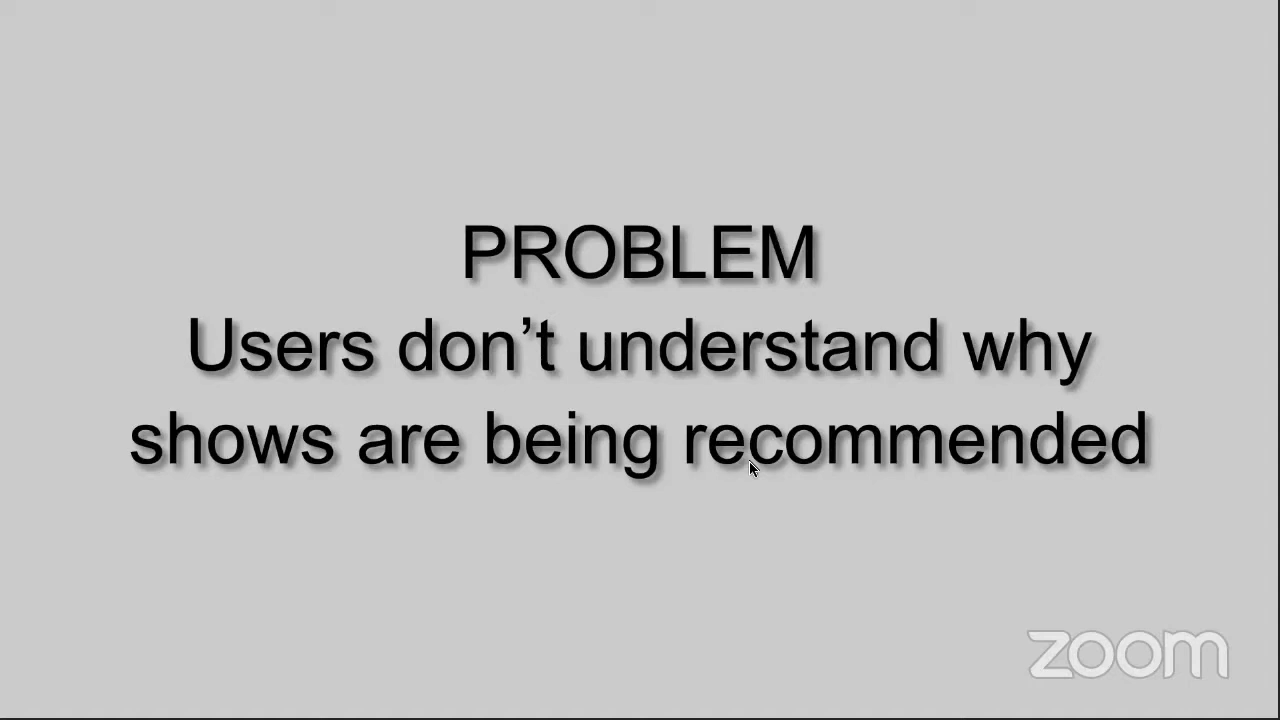 PROBLEM
Users don’t understand why
shows are being recommended
zoom